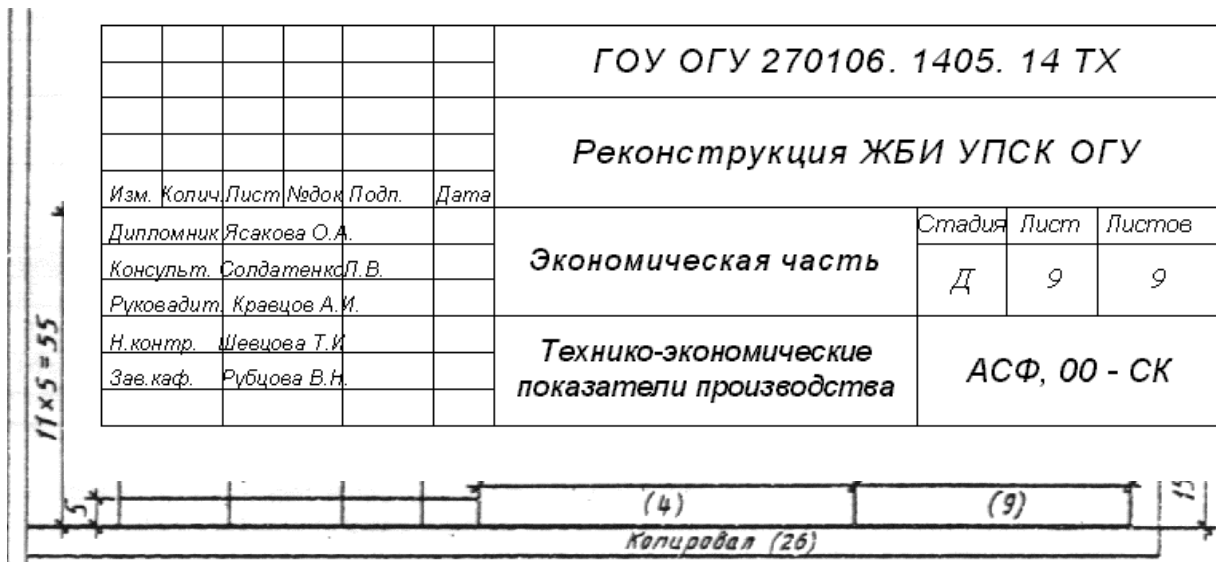 ГОУ ОГУ 270106. 1405. 14 ТХ
Реконструкция ЖБИ УПСК ОГУ
Изм. Колич. Лист №док Подп. Дата
Дипломник Ясакова О.А.
Консульт. Солдатенко Л.В.
Руковадит. Кравцов А.И.
Н.контр. Шевцова Т.И
Зав.каф. Рубцова В.Н.
Экономическая часть
Стадия Лист Листов
Д 9 9
Технико-экономические
показатели производства
АСФ, 00 - СК
11×5=55
5
(4) (9)
15
Копировал (26)